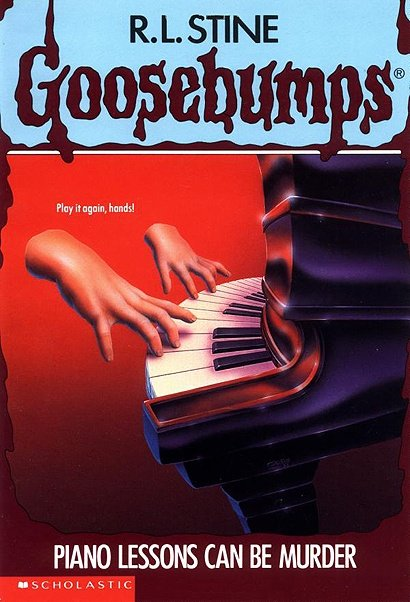 R.L. STINE
Goosebumps®
Play it again, hands!
PIANO LESSONS CAN BE MURDER
SCHOLASTIC